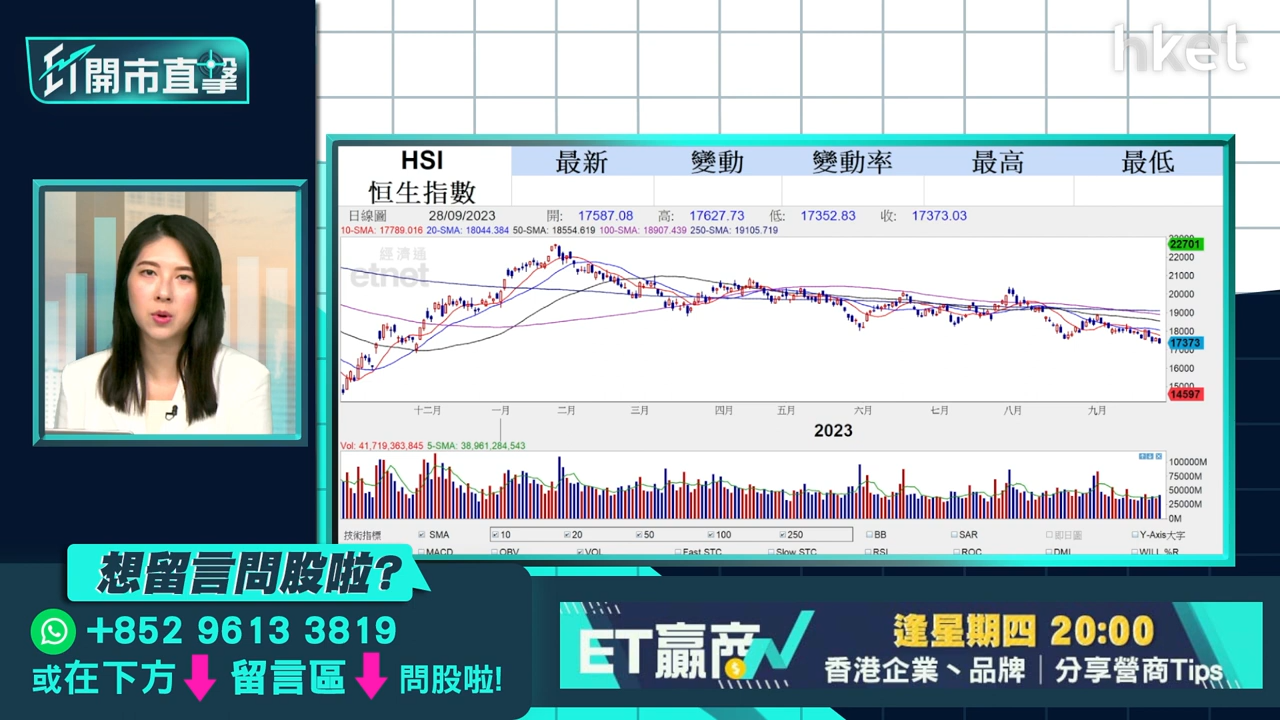 ET開市直擊
hket
HSI
恒生指數
最新 變動 變動率 最高 最低
日線圖 28/09/2023 開: 17587.08 高: 17627.73 低: 17352.83 收: 17373.03
10-SMA: 17789.016 20-SMA: 18044.384 50-SMA: 18554.619 100-SMA: 18907.439 250-SMA: 19105.719
經濟通
etnet
22701
22000
21000
20000
19000
18000
17373
17000
16000
15000
14597
十二月 一月 二月 三月 四月 五月 六月 七月 八月 九月
2023
Vol: 41,719,363,845 5-SMA: 38,961,284,543
100000M
75000M
50000M
25000M
0M
技術指標 SMA 10 20 50 100 250 BB SAR 即日圖 Y-Axis大字
MACD OBV VOL Fast STC Slow STC RSI ROC DMI WILL %R
想留言問股啦?
+852 9613 3819
或在下方 留言區 問股啦!
ET贏商
逢星期四 20:00
香港企業、品牌｜分享營商Tips